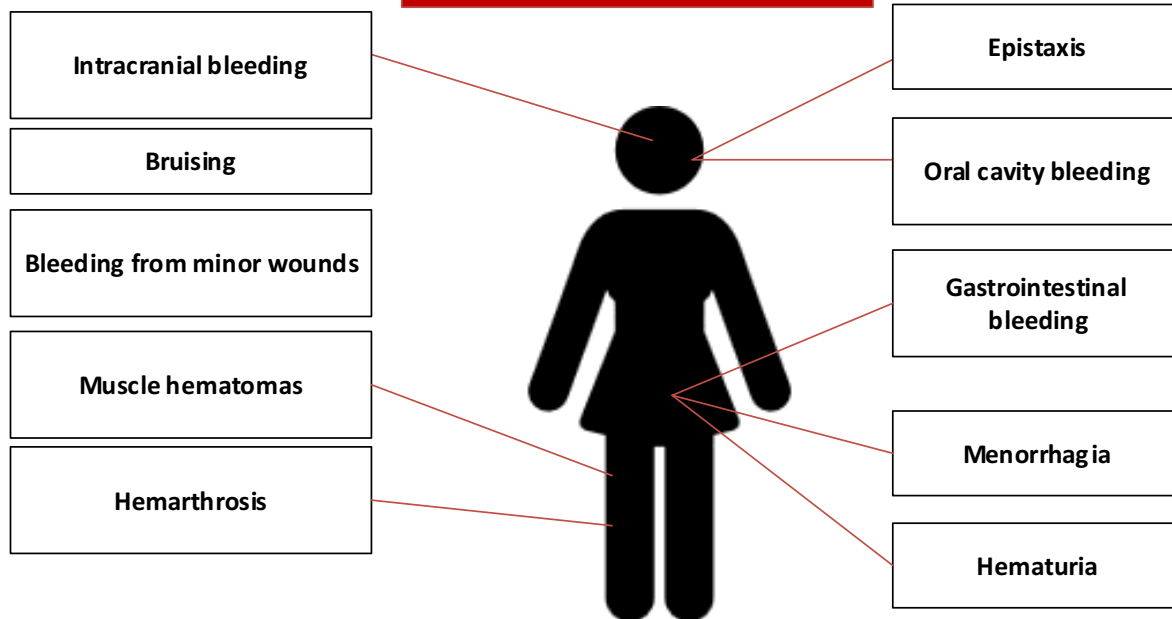 Intracranial bleeding
Bruising
Bleeding from minor wounds
Muscle hematomas
Hemarthrosis
Epistaxis
Oral cavity bleeding
Gastrointestinal
bleeding
Menorrhagia
Hematuria